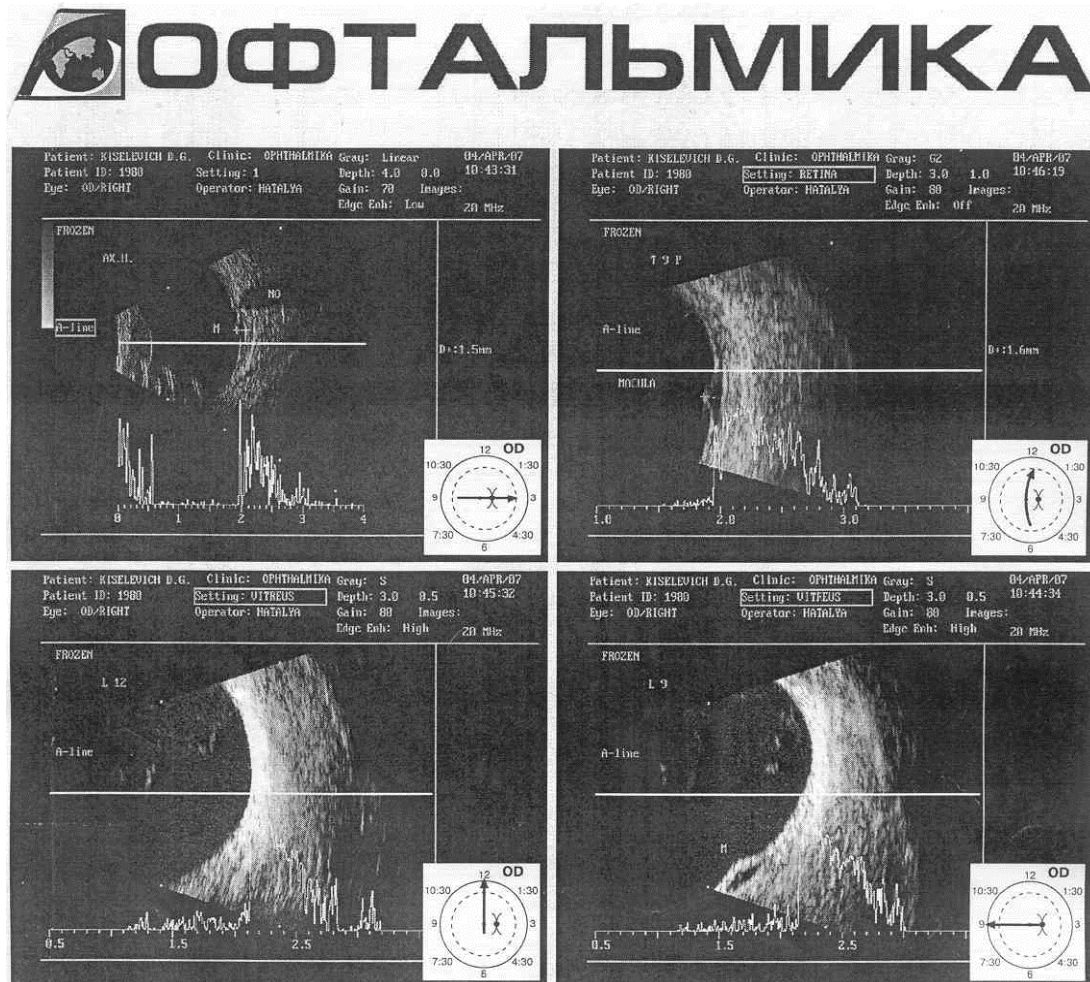 ОФТАЛЬМИКА
Patient: KISELEVICH D.G. Clinic: OPHTHALMIKA Gray: Linear 04/APR/07
Patient ID: 1980 Setting: 1 Depth: 4.0 0.0 10:43:31
Eye: OD/RIGHT Operator: NATALYA Gain: 70 Images:
Edge Enh: Low 20 MHz
FROZEN
AX.H.
NO
M
A-line
D+:1.5mm
0 1 2 3 4
OD
12
10:30 1:30
9 3
7:30 4:30
6
Patient: KISELEVICH D.G. Clinic: OPHTHALMIKA Gray: G2 04/APR/07
Patient ID: 1980 Setting: RETINA Depth: 3.0 1.0 10:46:19
Eye: OD/RIGHT Operator: NATALYA Gain: 80 Images:
Edge Enh: Off 20 MHz
FROZEN
T 9 P
A-line
MACULA
D+:1.6mm
1.0 2.0 3.0
OD
12
10:30 1:30
9 3
7:30 4:30
6
Patient: KISELEVICH D.G. Clinic: OPHTHALMIKA Gray: S 04/APR/07
Patient ID: 1980 Setting: VITREUS Depth: 3.0 0.5 10:45:32
Eye: OD/RIGHT Operator: NATALYA Gain: 80 Images:
Edge Enh: High 20 MHz
FROZEN
L 12
A-line
0.5 1.5 2.5
OD
12
10:30 1:30
9 3
7:30 4:30
6
Patient: KISELEVICH D.G. Clinic: OPHTHALMIKA Gray: S 04/APR/07
Patient ID: 1980 Setting: VITREUS Depth: 3.0 0.5 10:44:34
Eye: OD/RIGHT Operator: NATALYA Gain: 80 Images:
Edge Enh: High 20 MHz
FROZEN
L 9
A-line
M
0.5 1.5 2.5
OD
12
10:30 1:30
9 3
7:30 4:30
6